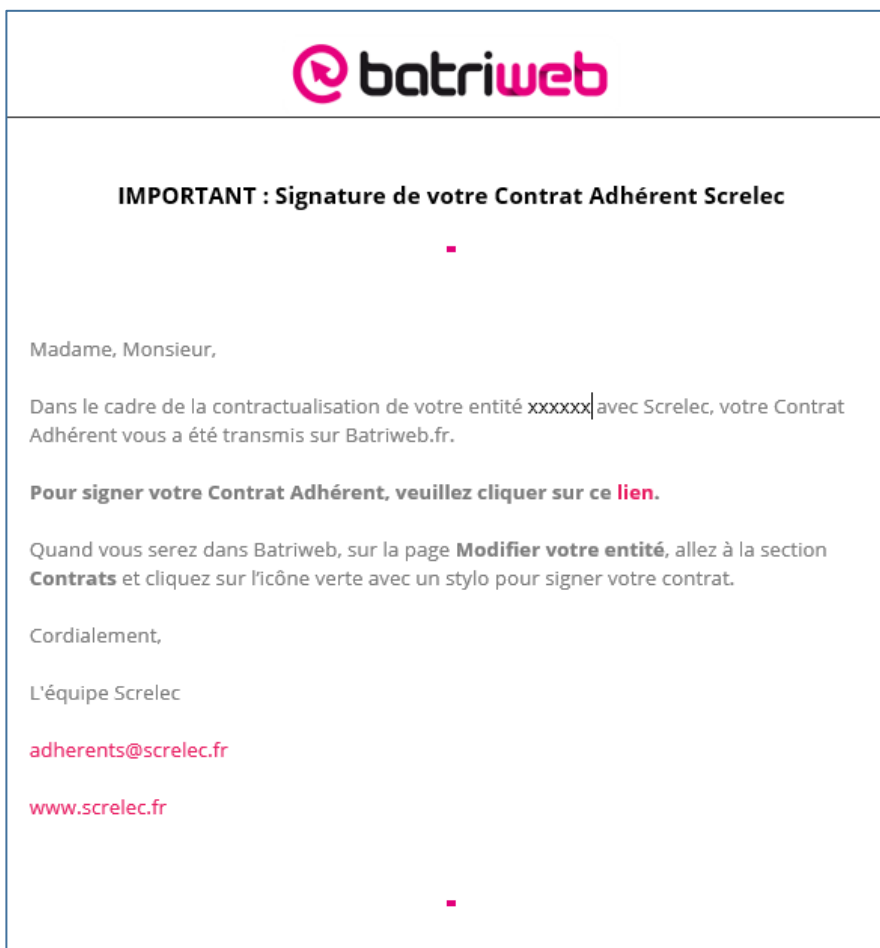 batriweb
IMPORTANT : Signature de votre Contrat Adhérent Screlec
Madame, Monsieur,
Dans le cadre de la contractualisation de votre entité xxxxxx avec Screlec, votre Contrat
Adhérent vous a été transmis sur Batriweb.fr.
Pour signer votre Contrat Adhérent, veuillez cliquer sur ce lien.
Quand vous serez dans Batriweb, sur la page Modifier votre entité, allez à la section
Contrats et cliquez sur l'icône verte avec un stylo pour signer votre contrat.
Cordialement,
L'équipe Screlec
adherents@screlec.fr
www.screlec.fr